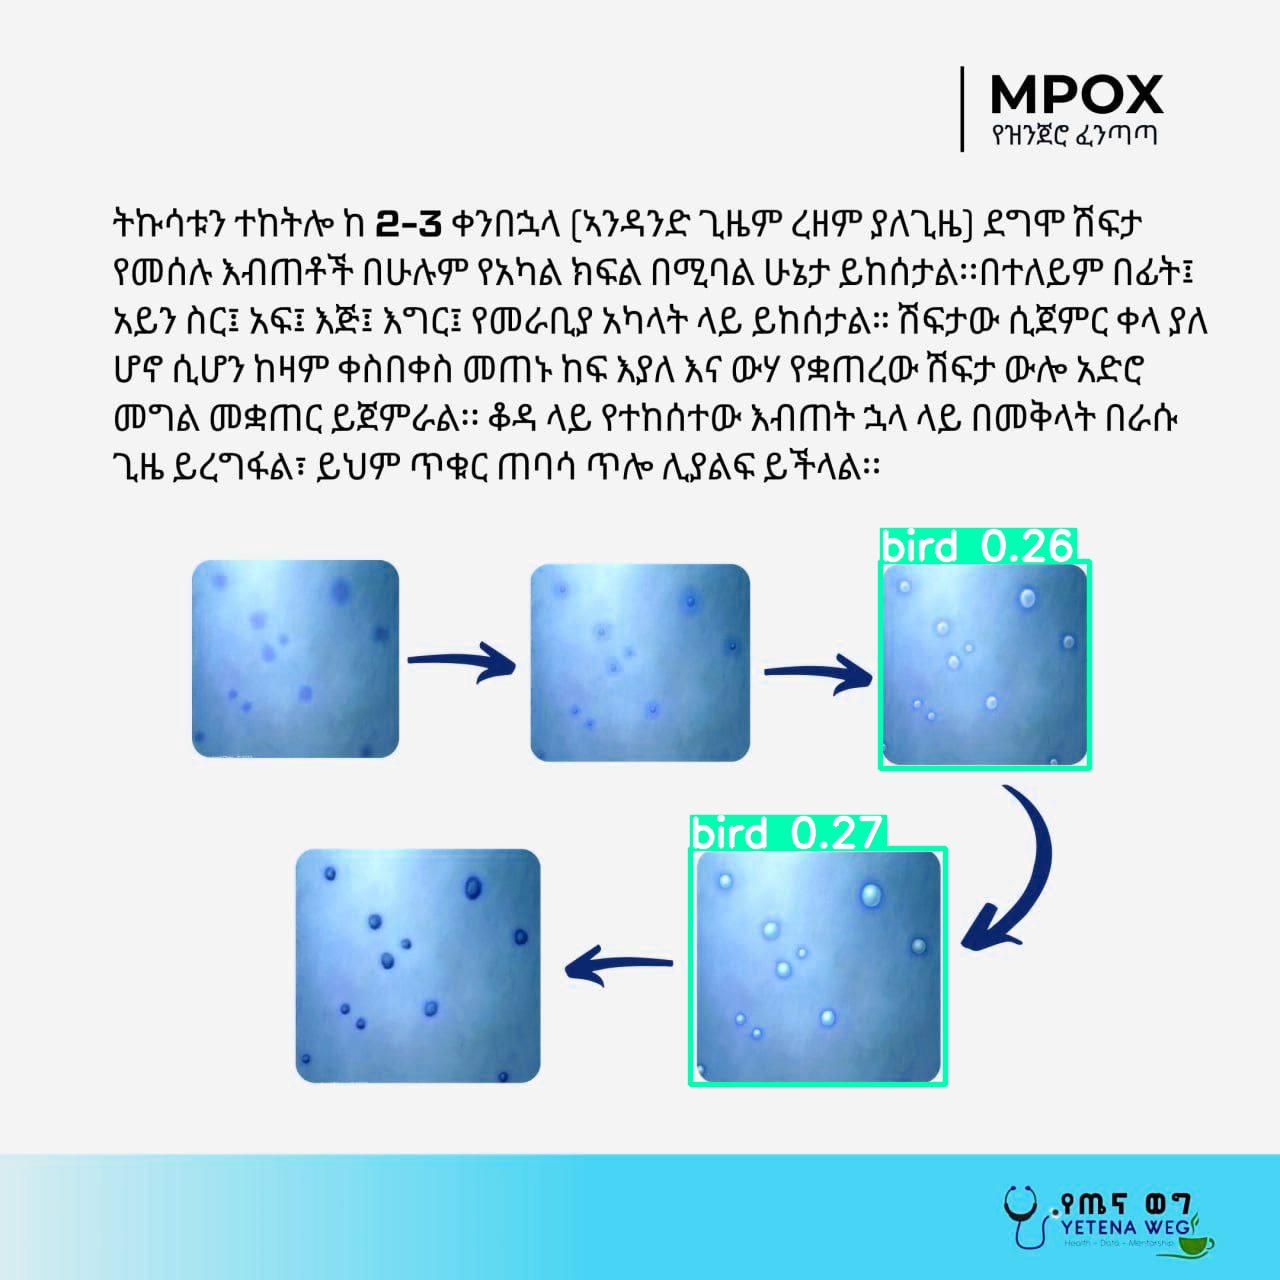 MPOX
የዝንጀሮ ፈንጣጣ
ትኩሳቱን ተከትሎ ከ 2-3 ቀንበኋላ (ኣንዳንድ ጊዜም ረዘም ያለጊዜ) ደግሞ ሽፍታ
የመሰሉ እብጠቶች በሁሉም የአካል ክፍል በሚባል ሁኔታ ይከሰታል፡፡በተለይም በፊት፤
አይን ስር፤ አፍ፤ እጅ፤ እግር፤ የመራቢያ አካላት ላይ ይከሰታል። ሽፍታው ሲጀምር ቀላ ያለ
ሆኖ ሲሆን ከዛም ቀስበቀስ መጠኑ ከፍ እያለ እና ውሃ የቋጠረው ሽፍታ ውሎ አድሮ
መግል መቋጠር ይጀምራል፡፡ ቆዳ ላይ የተከሰተው እብጠት ኋላ ላይ በመቅላት በራሱ
ጊዜ ይረግፋል፣ ይህም ጥቁር ጠባሳ ጥሎ ሊያልፍ ይችላል፡፡
bird 0.26
bird 0.27
የጤና ወግ
YETENA WEG
Health - Data - Mentorship